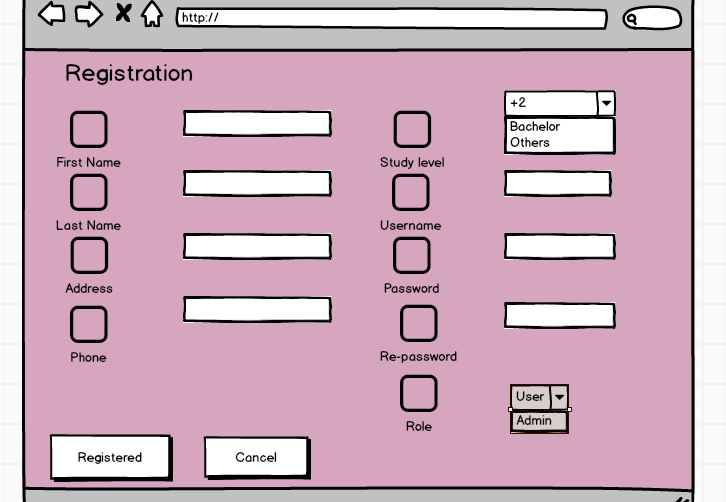 http://
Registration
First Name
Last Name
Address
Phone
Study level
+2
Bachelor
Others
Username
Password
Re-password
Role
User
Admin
Registered
Cancel